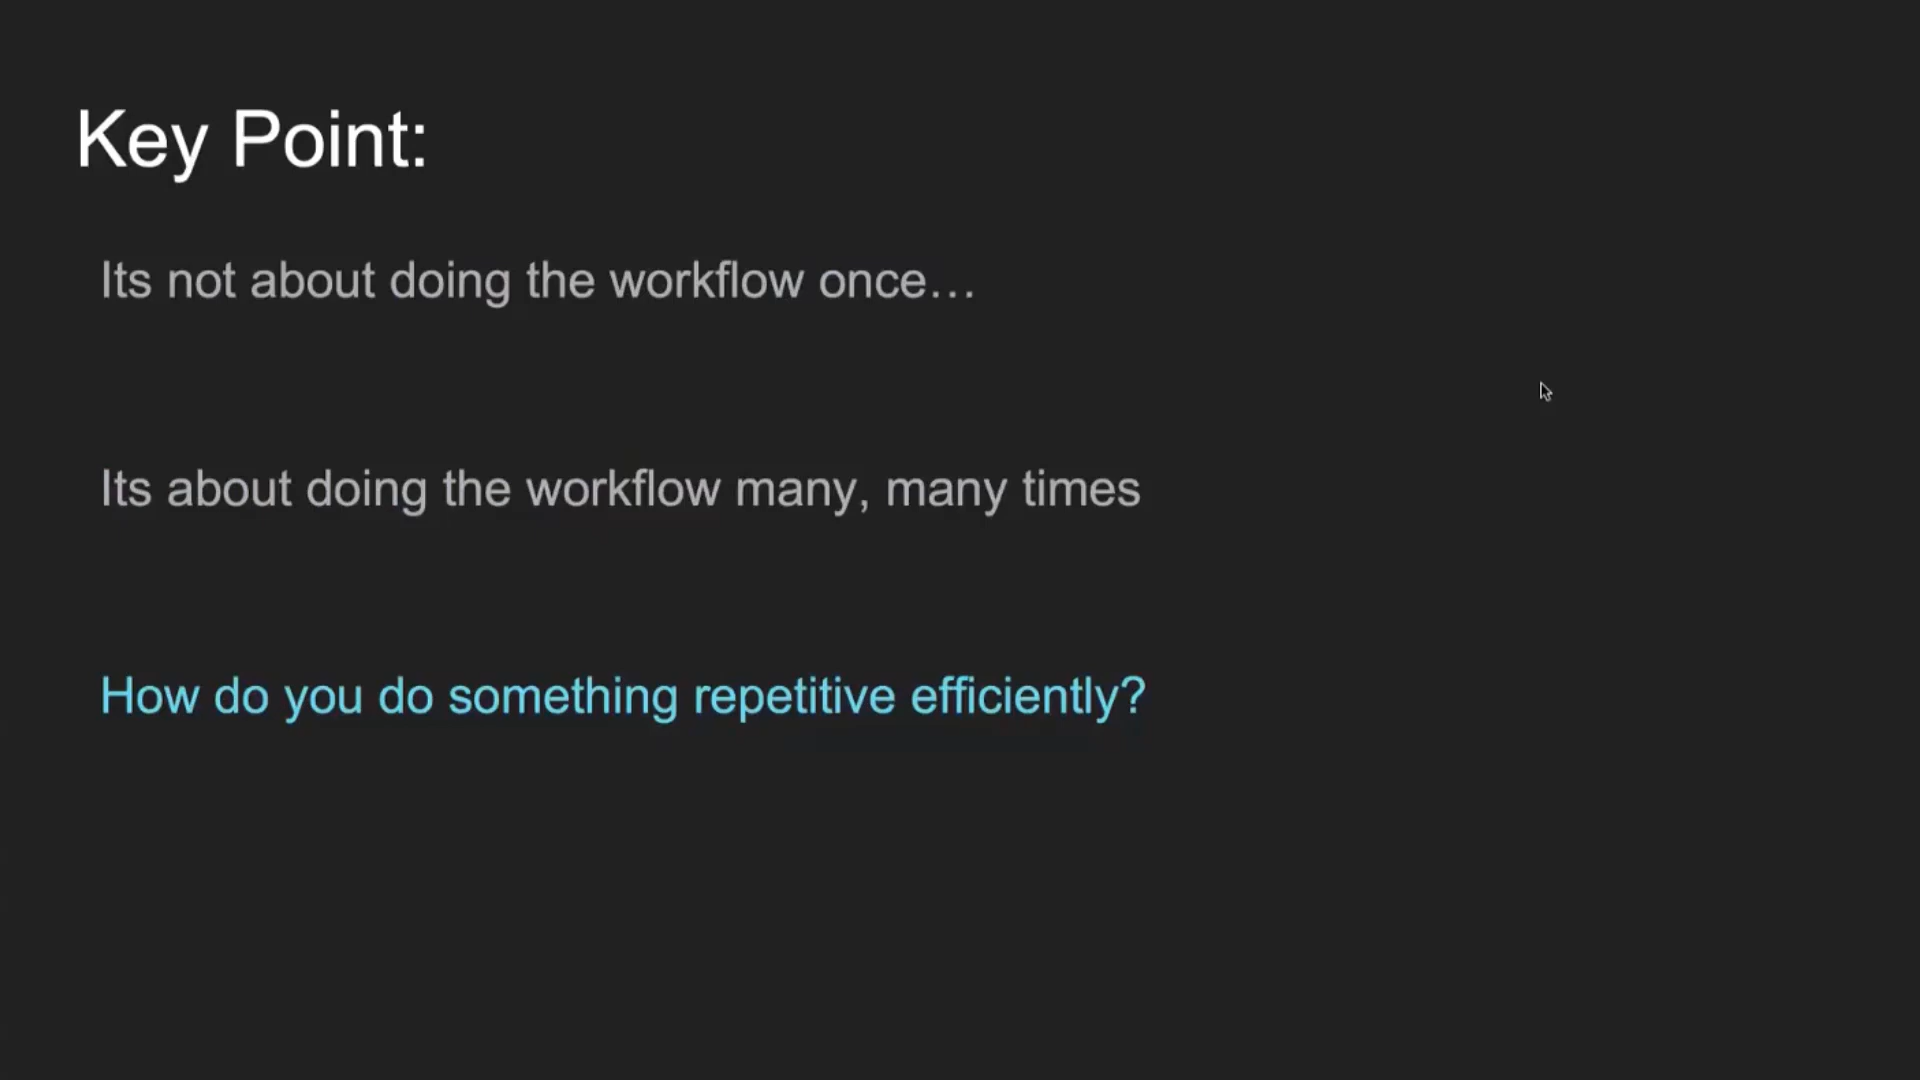 Key Point:
Its not about doing the workflow once…
Its about doing the workflow many, many times
How do you do something repetitive efficiently?